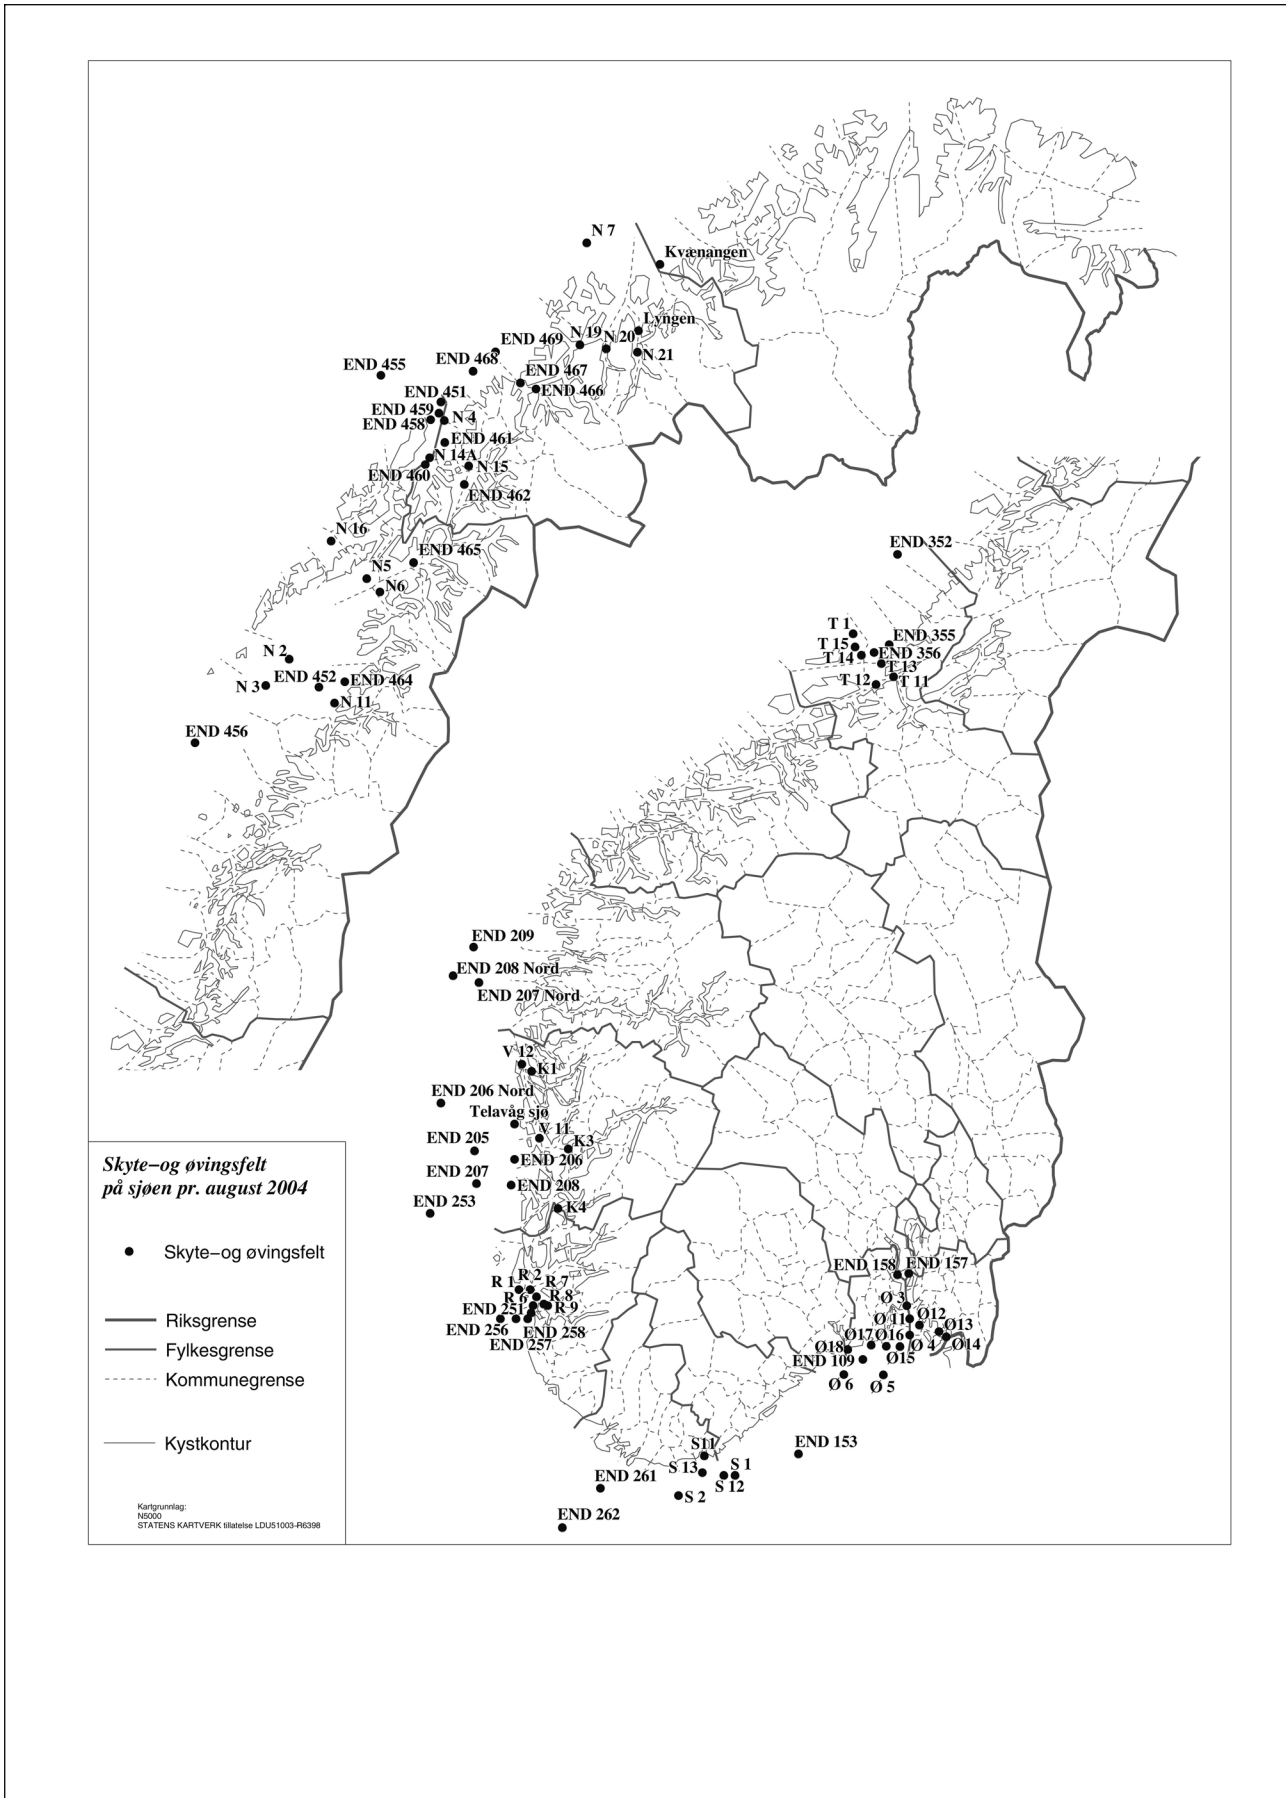 N 7
Kvænangen
Lyngen
N 19
N 20
N 21
END 469
END 468
END 467
END 466
END 455
END 451
END 459
END 458
N 4
END 461
N 14A
END 460
N 15
END 462
N 16
END 465
N5
N6
N 2
END 452
END 464
N 3
N 11
END 456
END 352
T 1
T 15
T 14
END 355
END 356
T 13
T 12
T 11
END 209
END 208 Nord
END 207 Nord
V 12
K1
END 206 Nord
Telavåg sjø
V 11
K3
END 205
END 206
END 207
END 208
END 253
K4
R 1
R 2
R 7
R 6
R 8
R 9
END 251
END 256
END 258
END 257
END 158
END 157
Ø 3
Ø 11
Ø12
Ø13
Ø17
Ø16
Ø 4
Ø14
Ø18
Ø15
END 109
Ø 6
Ø 5
END 153
S11
S 13
S 1
S 12
S 2
END 261
END 262
Skyte–og øvingsfelt
på sjøen pr. august 2004
Skyte–og øvingsfelt
Riksgrense
Fylkesgrense
Kommunegrense
Kystkontur
Kartgrunnlag:
N5000
STATENS KARTVERK tillatelse LDU51003-R6398